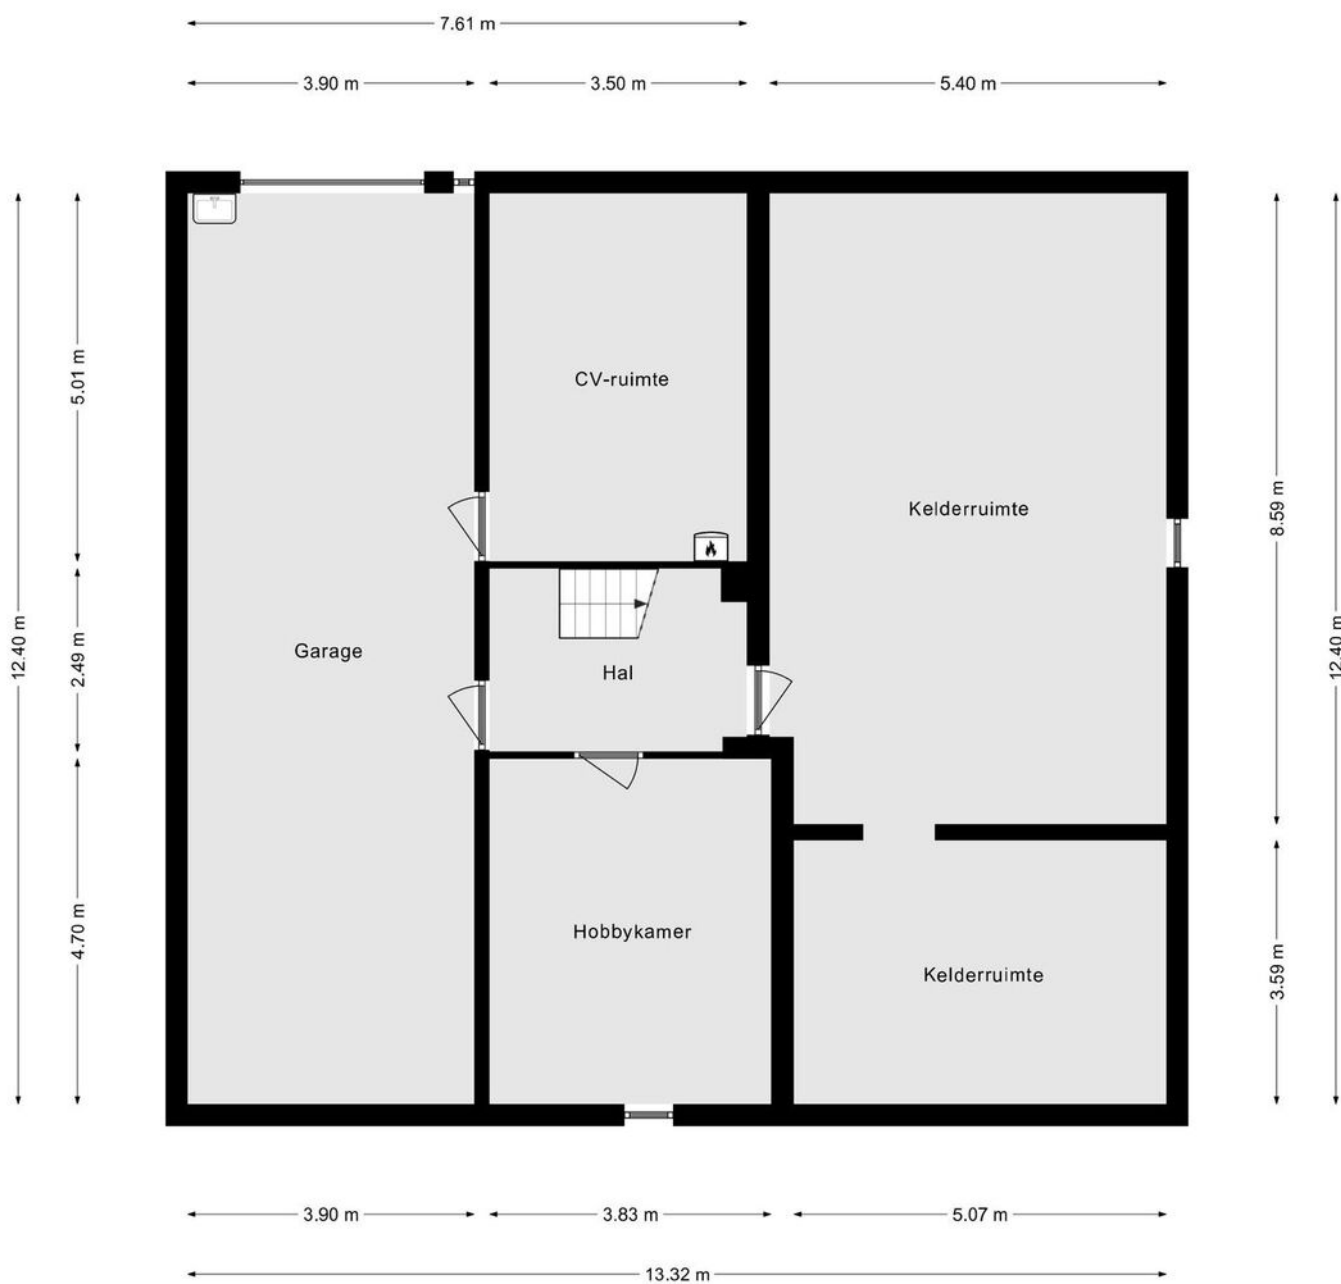 7.61 m
3.90 m
3.50 m
5.40 m
5.01 m
CV-ruimte
8.59 m
Kelderruimte
12.40 m
2.49 m
Garage
Hal
12.40 m
4.70 m
Hobbykamer
Kelderruimte
3.59 m
3.90 m
3.83 m
5.07 m
13.32 m